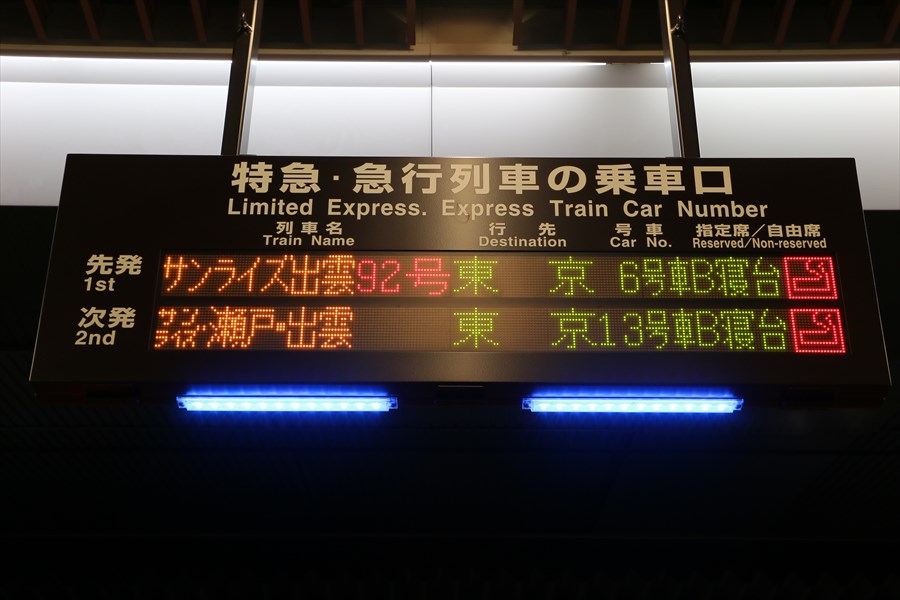 特急・急行列車の乗車口
Limited Express. Express Train Car Number
列車名 行先 号車 指定席／自由席
Train Name Destination Car No. Reserved/Non-reserved
先発 サンライズ出雲92号 東京 6号車B寝台
1st
次発 サンライズ瀬戸・出雲 東京 13号車B寝台
2nd